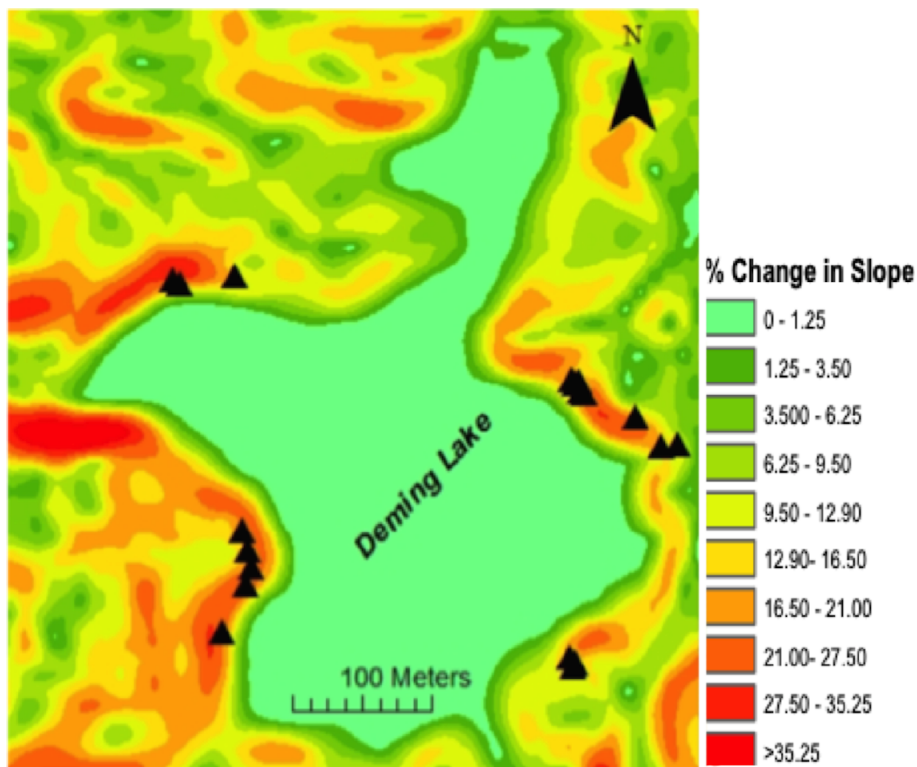 N
Deming Lake
100 Meters
% Change in Slope
0 - 1.25
1.25 - 3.50
3.500 - 6.25
6.25 - 9.50
9.50 - 12.90
12.90- 16.50
16.50 - 21.00
21.00- 27.50
27.50 - 35.25
>35.25